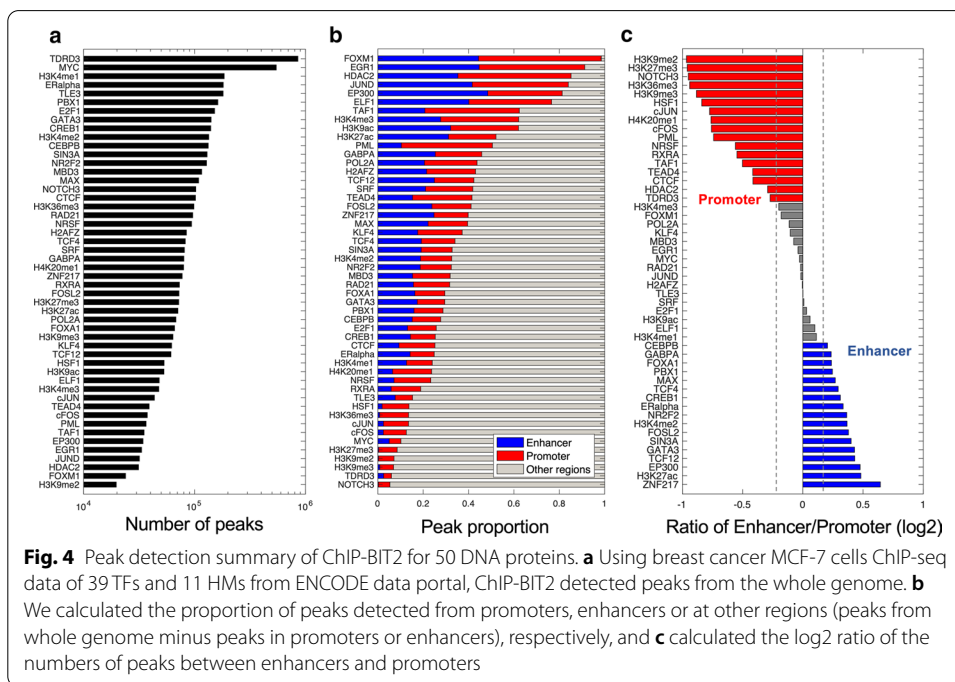 a
TDRD3
MYC
H3K4me1
ERalpha
TLE3
PBX1
E2F1
GATA3
CREB1
H3K4me2
CEBPB
SIN3A
NR2F2
MBD3
MAX
NOTCH3
CTCF
H3K36me3
RAD21
NRSF
H2AFZ
TCF4
SRF
GABPA
H4K20me1
ZNF217
RXRA
FOSL2
H3K27me3
H3K27ac
POL2A
FOXA1
H3K9me3
KLF4
TCF12
HSF1
H3K9ac
ELF1
H3K4me3
cJUN
TEAD4
cFOS
PML
TAF1
EP300
EGR1
JUND
HDAC2
FOXM1
H3K9me2
10^4 10^5 10^6
Number of peaks
b
FOXM1
EGR1
HDAC2
JUND
EP300
ELF1
TAF1
H3K4me3
H3K9ac
H3K27ac
PML
GABPA
POL2A
H2AFZ
TCF12
SRF
TEAD4
FOSL2
ZNF217
MAX
KLF4
TCF4
SIN3A
H3K4me2
NR2F2
MBD3
RAD21
FOXA1
GATA3
PBX1
CEBPB
E2F1
CREB1
CTCF
ERalpha
H3K4me1
H4K20me1
NRSF
RXRA
TLE3
HSF1
H3K36me3
cJUN
cFOS
MYC
H3K27me3
H3K9me2
H3K9me3
TDRD3
NOTCH3
Enhancer
Promoter
Other regions
0 0.2 0.4 0.6 0.8 1
Peak proportion
c
H3K9me2
H3K27me3
NOTCH3
H3K36me3
H3K9me3
HSF1
cJUN
H4K20me1
cFOS
PML
NRSF
RXRA
TAF1
TEAD4
CTCF
HDAC2
TDRD3
H3K4me3
FOXM1
POL2A
KLF4
MBD3
EGR1
MYC
RAD21
JUND
H2AFZ
TLE3
SRF
E2F1
H3K9ac
ELF1
H3K4me1
CEBPB
GABPA
FOXA1
PBX1
MAX
TCF4
CREB1
ERalpha
NR2F2
H3K4me2
FOSL2
SIN3A
GATA3
TCF12
EP300
H3K27ac
ZNF217
Promoter
Enhancer
-1 -0.5 0 0.5 1
Ratio of Enhancer/Promoter (log2)
Fig. 4 Peak detection summary of ChIP-BIT2 for 50 DNA proteins. a Using breast cancer MCF-7 cells ChIP-seq
data of 39 TFs and 11 HMs from ENCODE data portal, ChIP-BIT2 detected peaks from the whole genome. b
We calculated the proportion of peaks detected from promoters, enhancers or at other regions (peaks from
whole genome minus peaks in promoters or enhancers), respectively, and c calculated the log2 ratio of the
numbers of peaks between enhancers and promoters